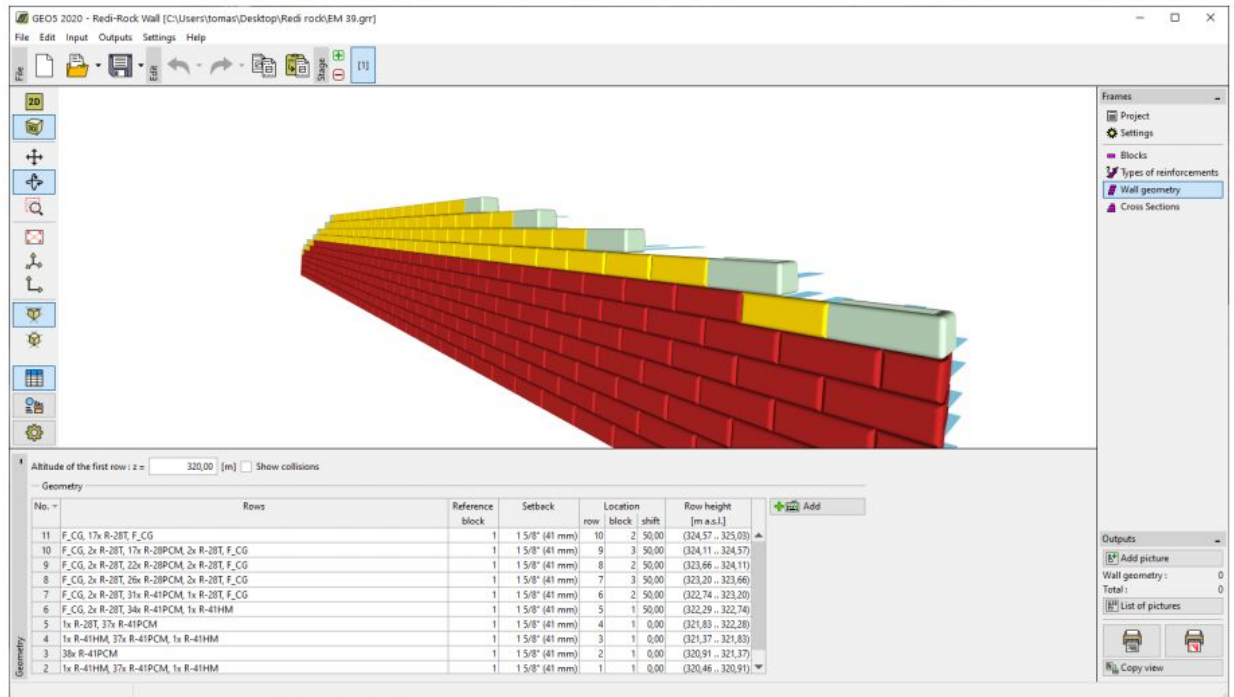 GEO5 2020 - Redi-Rock Wall [C:\Users\tomas\Desktop\Redi rock\EM 39.grr]
File Edit Input Outputs Settings Help
File
Edit
Stage
[1]
2D
3D
Frames
Project
Settings
Blocks
Types of reinforcements
Wall geometry
Cross Sections
Altitude of the first row : z = 320,00 [m] Show collisions
Geometry
No. Rows Reference block Setback Location row block shift Row height [m a.s.l.]
Add
11 F_CG, 17x R-28T, F_CG 1 1 5/8" (41 mm) 10 2 50,00 (324,57 .. 325,03)
10 F_CG, 2x R-28T, 17x R-28PCM, 2x R-28T, F_CG 1 1 5/8" (41 mm) 9 3 50,00 (324,11 .. 324,57)
9 F_CG, 2x R-28T, 22x R-28PCM, 2x R-28T, F_CG 1 1 5/8" (41 mm) 8 2 50,00 (323,66 .. 324,11)
8 F_CG, 2x R-28T, 26x R-28PCM, 2x R-28T, F_CG 1 1 5/8" (41 mm) 7 3 50,00 (323,20 .. 323,66)
7 F_CG, 2x R-28T, 31x R-41PCM, 1x R-28T, F_CG 1 1 5/8" (41 mm) 6 2 50,00 (322,74 .. 323,20)
6 F_CG, 2x R-28T, 34x R-41PCM, 1x R-41HM 1 1 5/8" (41 mm) 5 1 50,00 (322,29 .. 322,74)
5 1x R-28T, 37x R-41PCM 1 1 5/8" (41 mm) 4 1 0,00 (321,83 .. 322,28)
4 1x R-41HM, 37x R-41PCM, 1x R-41HM 1 1 5/8" (41 mm) 3 1 0,00 (321,37 .. 321,83)
3 38x R-41PCM 1 1 5/8" (41 mm) 2 1 0,00 (320,91 .. 321,37)
2 1x R-41HM, 37x R-41PCM, 1x R-41HM 1 1 5/8" (41 mm) 1 1 0,00 (320,46 .. 320,91)
Geometry
Outputs
Add picture
Wall geometry : 0
Total : 0
List of pictures
Copy view